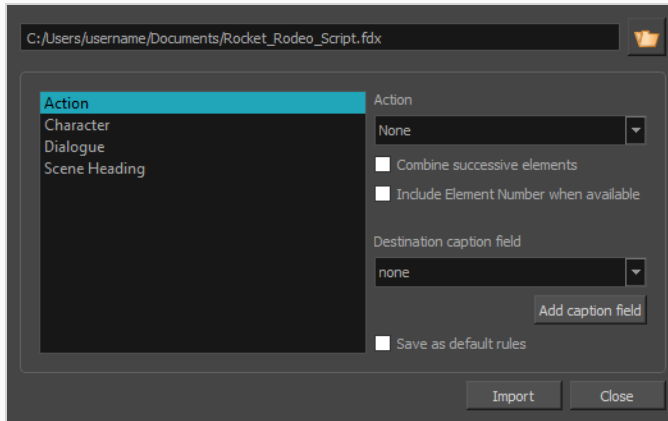 C:/Users/username/Documents/Rocket_Rodeo_Script.fdx
Action
Character
Dialogue
Scene Heading
Action
None
Combine successive elements
Include Element Number when available
Destination caption field
none
Add caption field
Save as default rules
Import
Close